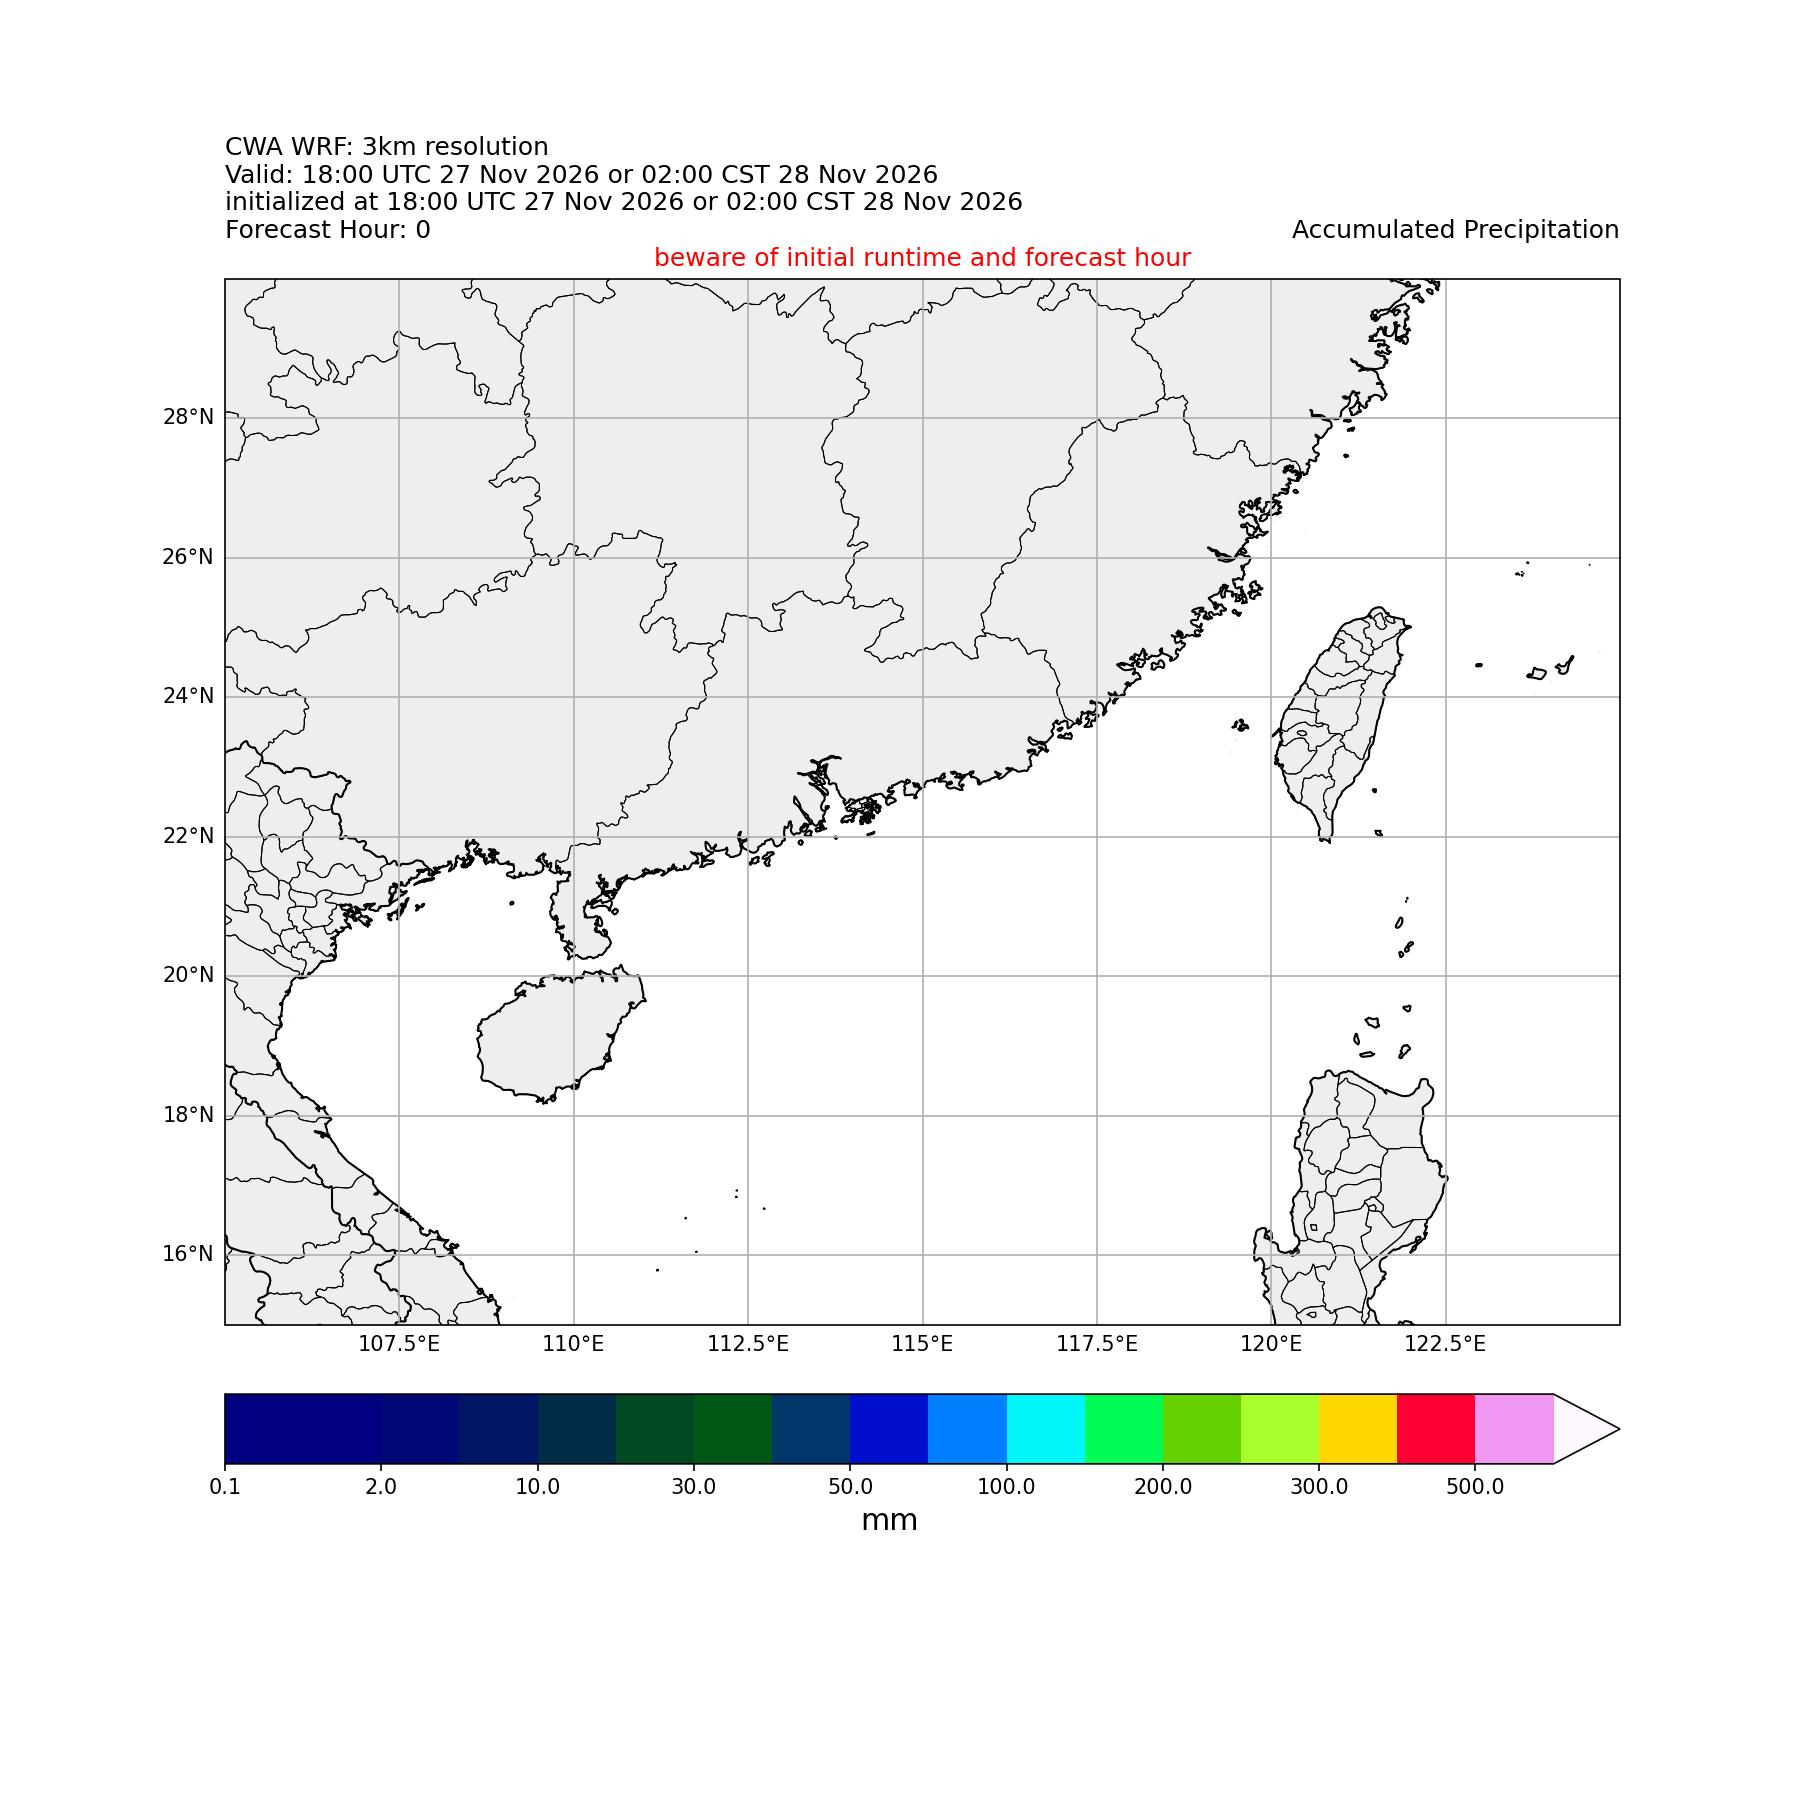 CWA WRF: 3km resolution
Valid: 18:00 UTC 27 Nov 2026 or 02:00 CST 28 Nov 2026
initialized at 18:00 UTC 27 Nov 2026 or 02:00 CST 28 Nov 2026
Forecast Hour: 0
Accumulated Precipitation
beware of initial runtime and forecast hour
28°N
26°N
24°N
22°N
20°N
18°N
16°N
107.5°E 110°E 112.5°E 115°E 117.5°E 120°E 122.5°E
0.1 2.0 10.0 30.0 50.0 100.0 200.0 300.0 500.0
mm